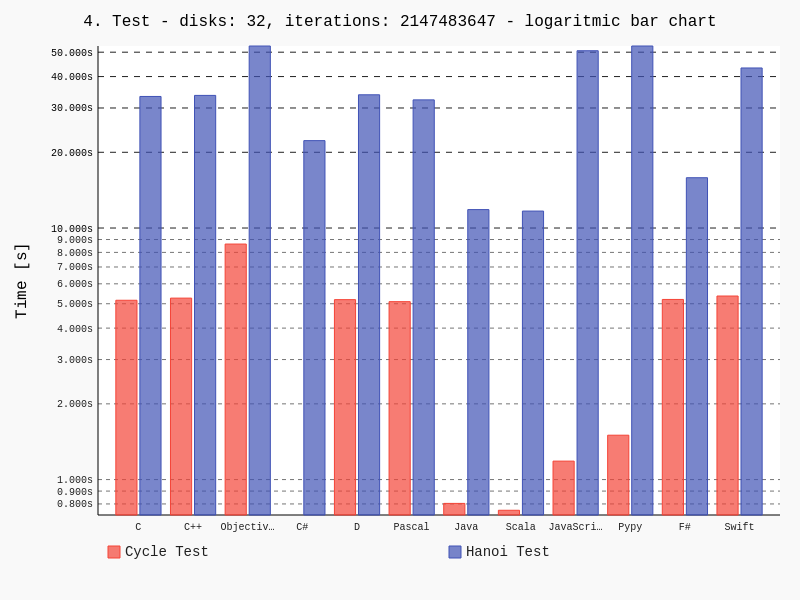 4. Test - disks: 32, iterations: 2147483647 - logaritmic bar chart
Time [s]
50.000s
40.000s
30.000s
20.000s
10.000s
9.000s
8.000s
7.000s
6.000s
5.000s
4.000s
3.000s
2.000s
1.000s
0.900s
0.800s
C C++ Objectiv… C# D Pascal Java Scala JavaScri… Pypy F# Swift
Cycle Test Hanoi Test